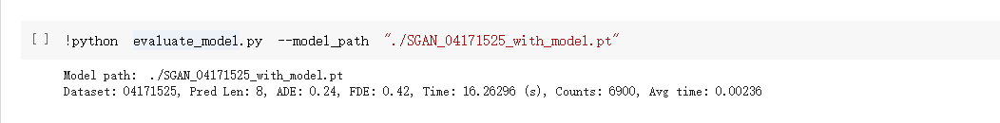 [ ] !python evaluate_model.py --model_path "./SGAN_04171525_with_model.pt"
Model path: ./SGAN_04171525_with_model.pt
Dataset: 04171525, Pred Len: 8, ADE: 0.24, FDE: 0.42, Time: 16.26296 (s), Counts: 6900, Avg time: 0.00236